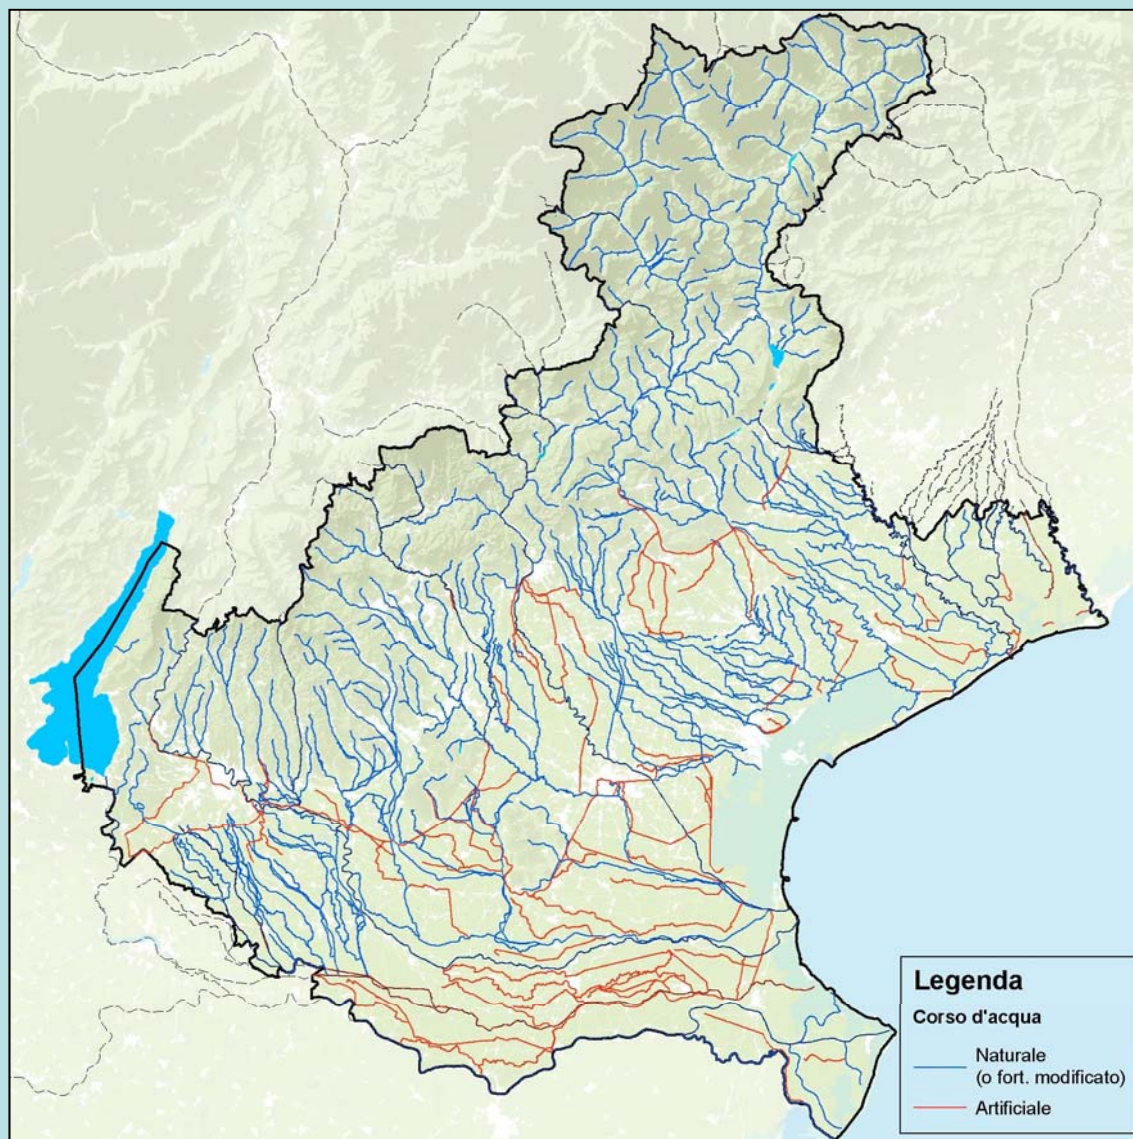 Legenda
Corso d'acqua
Naturale
(o fort. modificato)
Artificiale